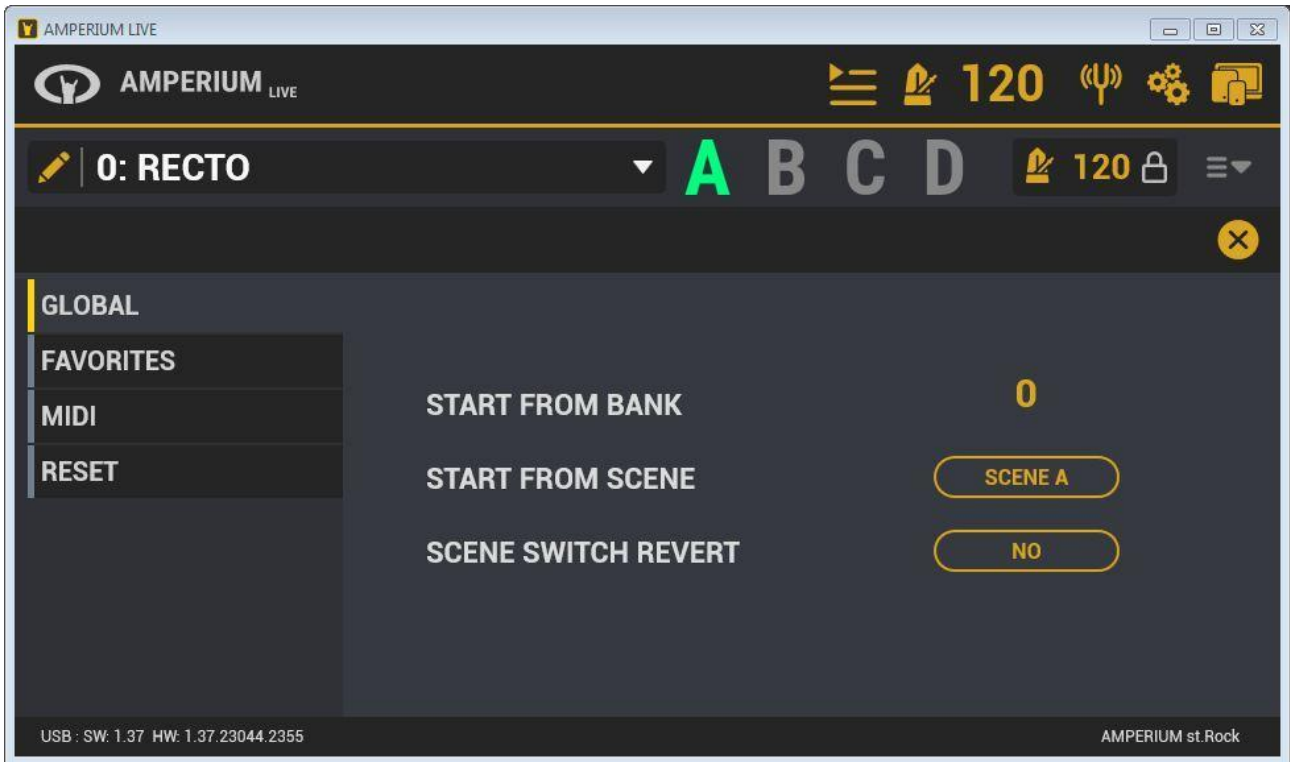 AMPERIUM LIVE
AMPERIUM LIVE 120
0: RECTO A B C D 120
GLOBAL
FAVORITES
MIDI
RESET
START FROM BANK 0
START FROM SCENE SCENE A
SCENE SWITCH REVERT NO
USB : SW: 1.37 HW: 1.37.23044.2355 AMPERIUM st.Rock